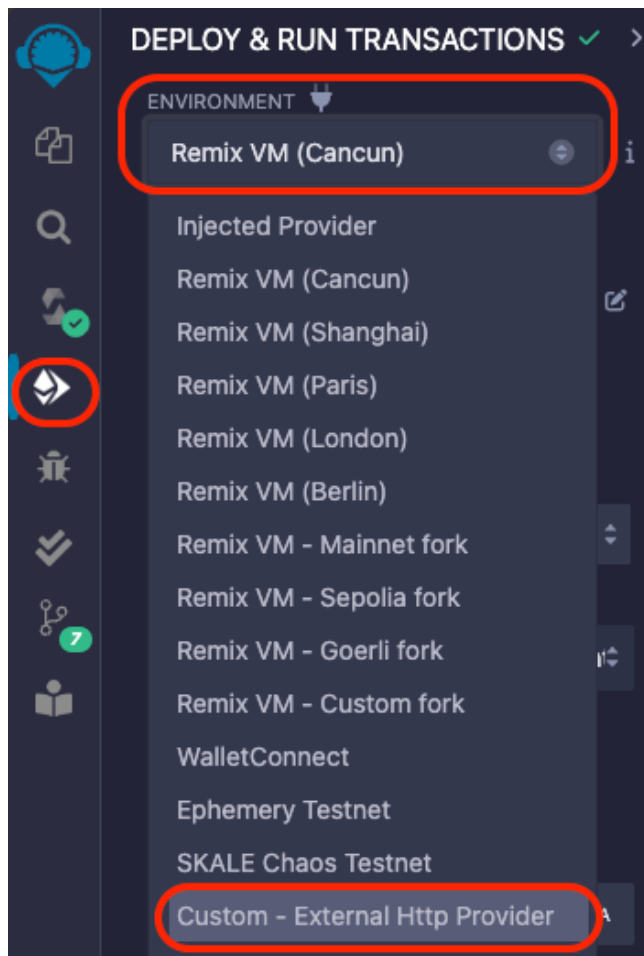 DEPLOY & RUN TRANSACTIONS
ENVIRONMENT
Remix VM (Cancun)
i
Injected Provider
Remix VM (Cancun)
Remix VM (Shanghai)
Remix VM (Paris)
Remix VM (London)
Remix VM (Berlin)
Remix VM - Mainnet fork
Remix VM - Sepolia fork
Remix VM - Goerli fork
7
Remix VM - Custom fork
WalletConnect
Ephemery Testnet
SKALE Chaos Testnet
Custom - External Http Provider